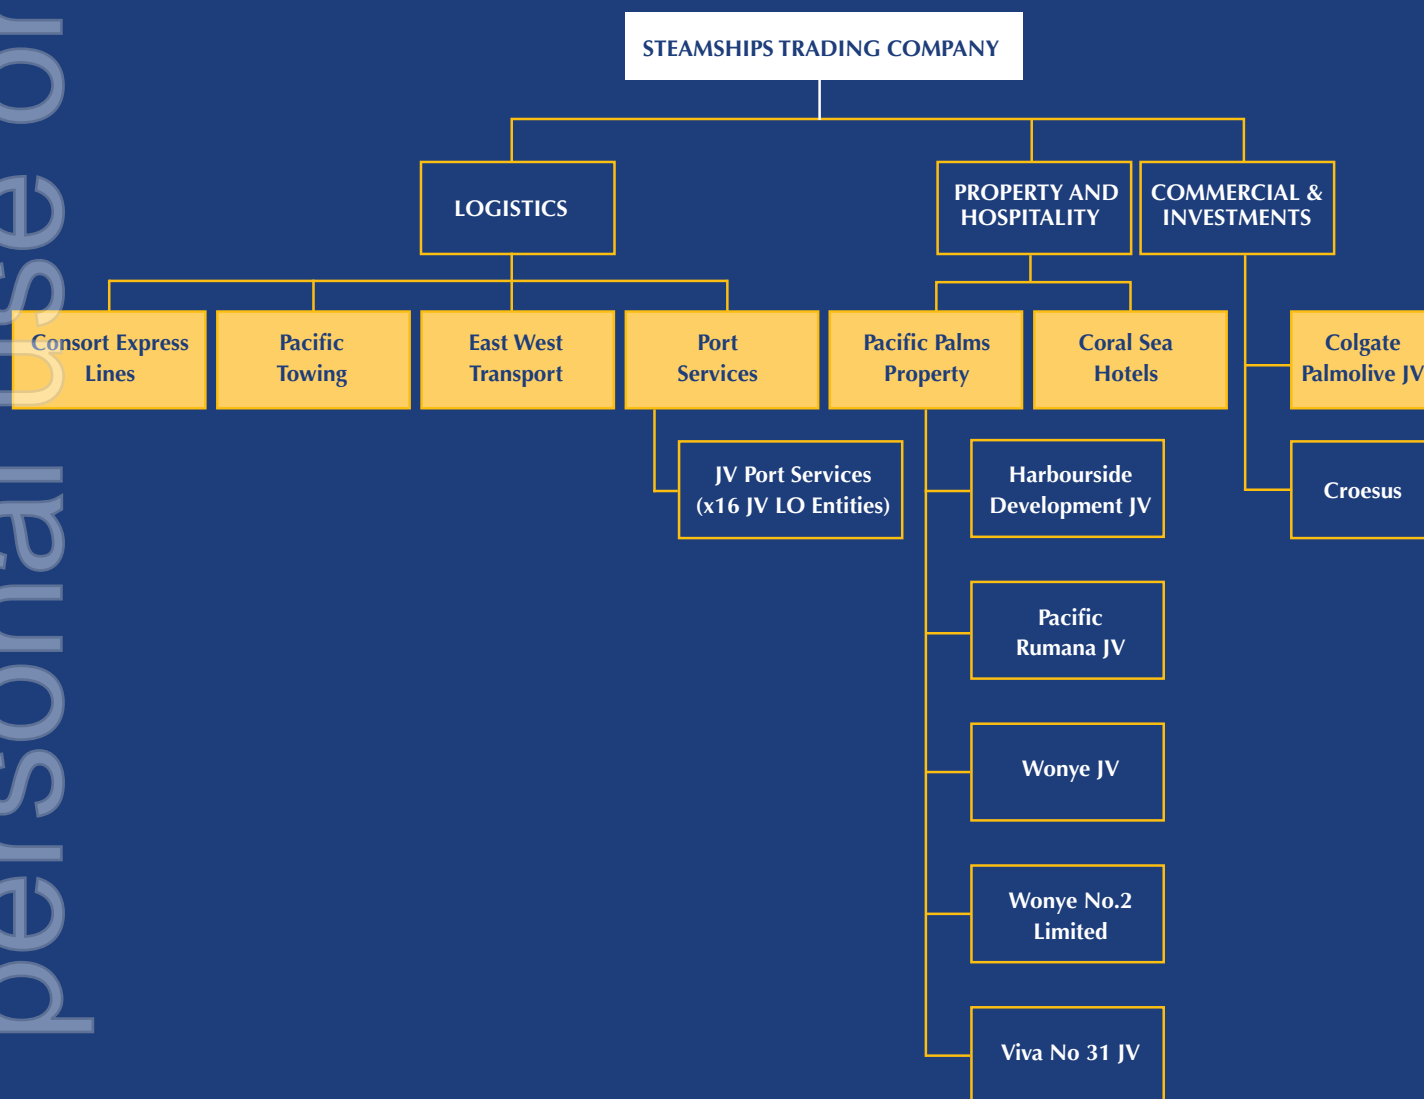 STEAMSHIPS TRADING COMPANY
LOGISTICS
PROPERTY AND
HOSPITALITY
COMMERCIAL &
INVESTMENTS
Consort Express
Lines
Pacific
Towing
East West
Transport
Port
Services
Pacific Palms
Property
Coral Sea
Hotels
Colgate
Palmolive JV
JV Port Services
(x16 JV LO Entities)
Harbourside
Development JV
Croesus
Pacific
Rumana JV
Wonye JV
Wonye No.2
Limited
Viva No 31 JV
personal use or